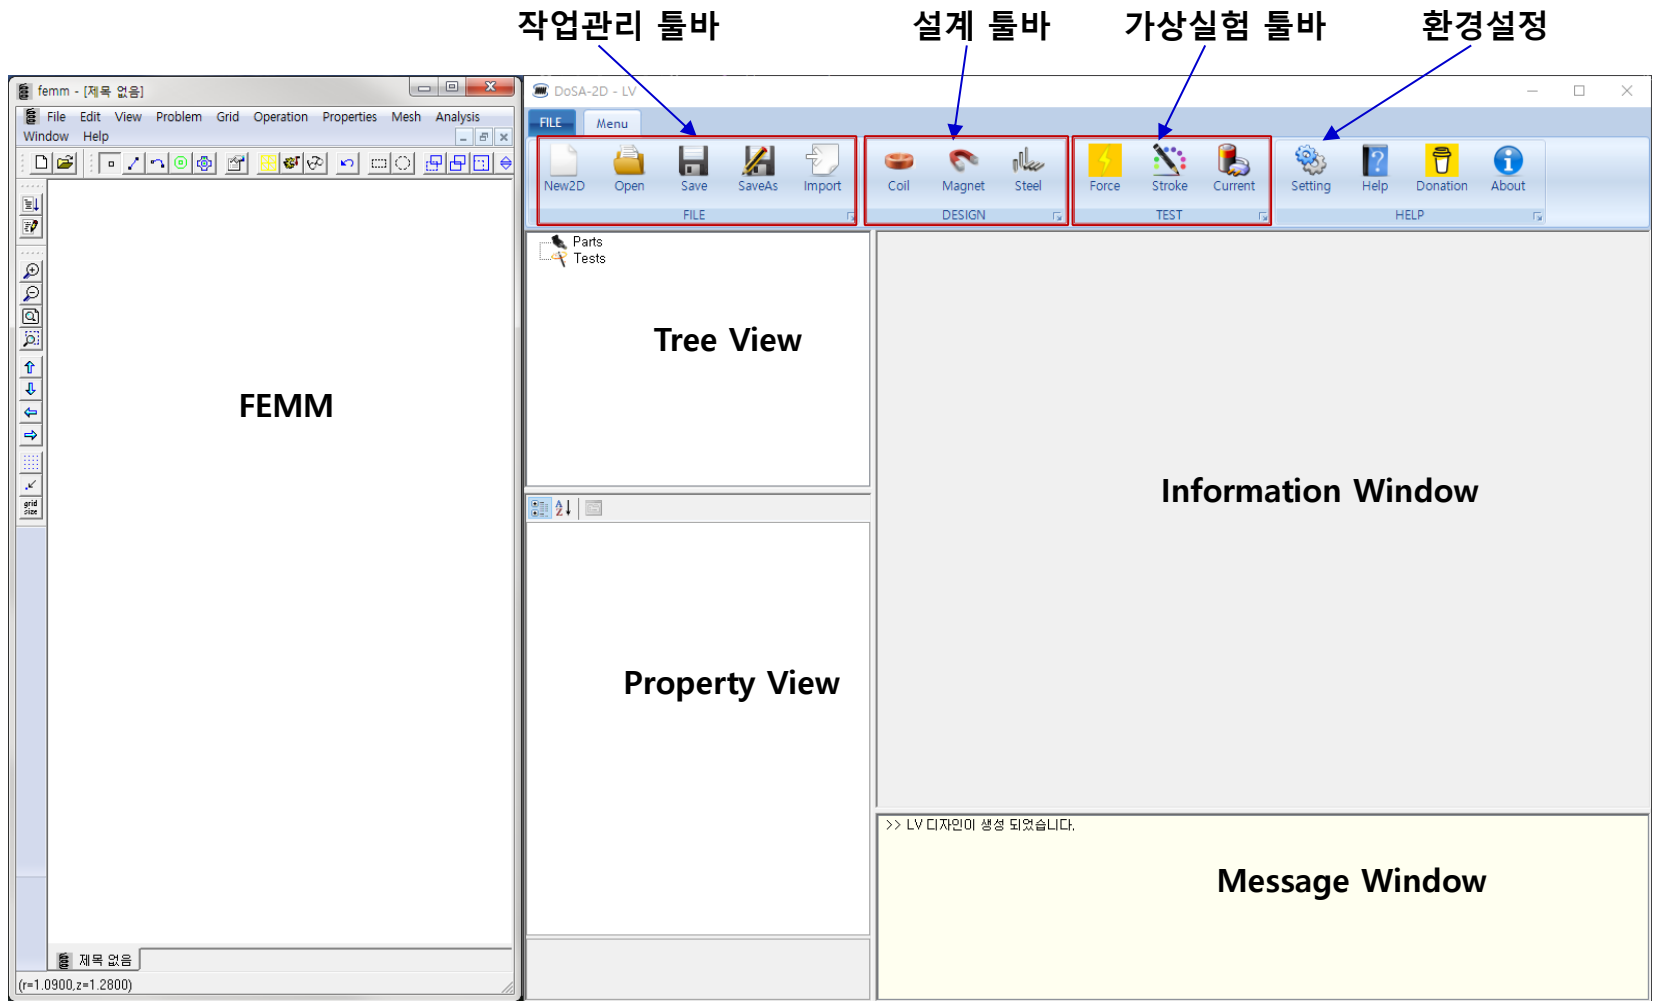 작업관리 툴바
설계 툴바
가상실험 툴바
환경설정
femm - [제목 없음]
File Edit View Problem Grid Operation Properties Mesh Analysis
Window Help
grid
size
FEMM
제목 없음
(r=1.0900,z=1.2800)
DoSA-2D - LV
FILE Menu
New2D Open Save SaveAs Import
FILE
Coil Magnet Steel
DESIGN
Force Stroke Current
TEST
Setting Help Donation About
HELP
Parts
Tests
Tree View
Property View
Information Window
>> LV 디자인이 생성 되었습니다.
Message Window